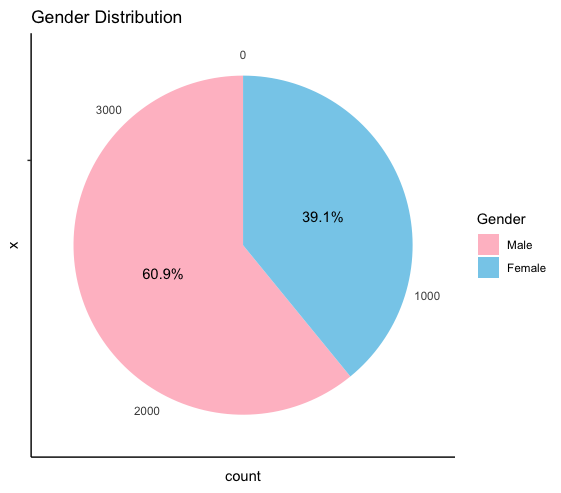 Gender Distribution
0
3000
39.1%
Gender
Male
x
Female
60.9%
1000
2000
count